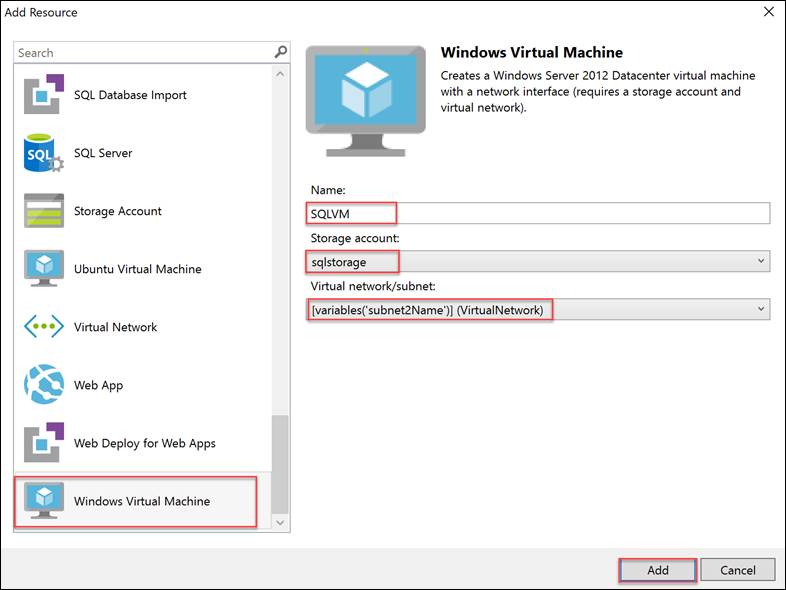 Add Resource
Search
SQL Database Import
SQL
SQL Server
Storage Account
Ubuntu Virtual Machine
Virtual Network
Web App
Web Deploy for Web Apps
Windows Virtual Machine
Windows Virtual Machine
Creates a Windows Server 2012 Datacenter virtual machine
with a network interface (requires a storage account and
virtual network).
Name:
SQLVM
Storage account:
sqlstorage
Virtual network/subnet:
[variables('subnet2Name')] (VirtualNetwork)
Add
Cancel